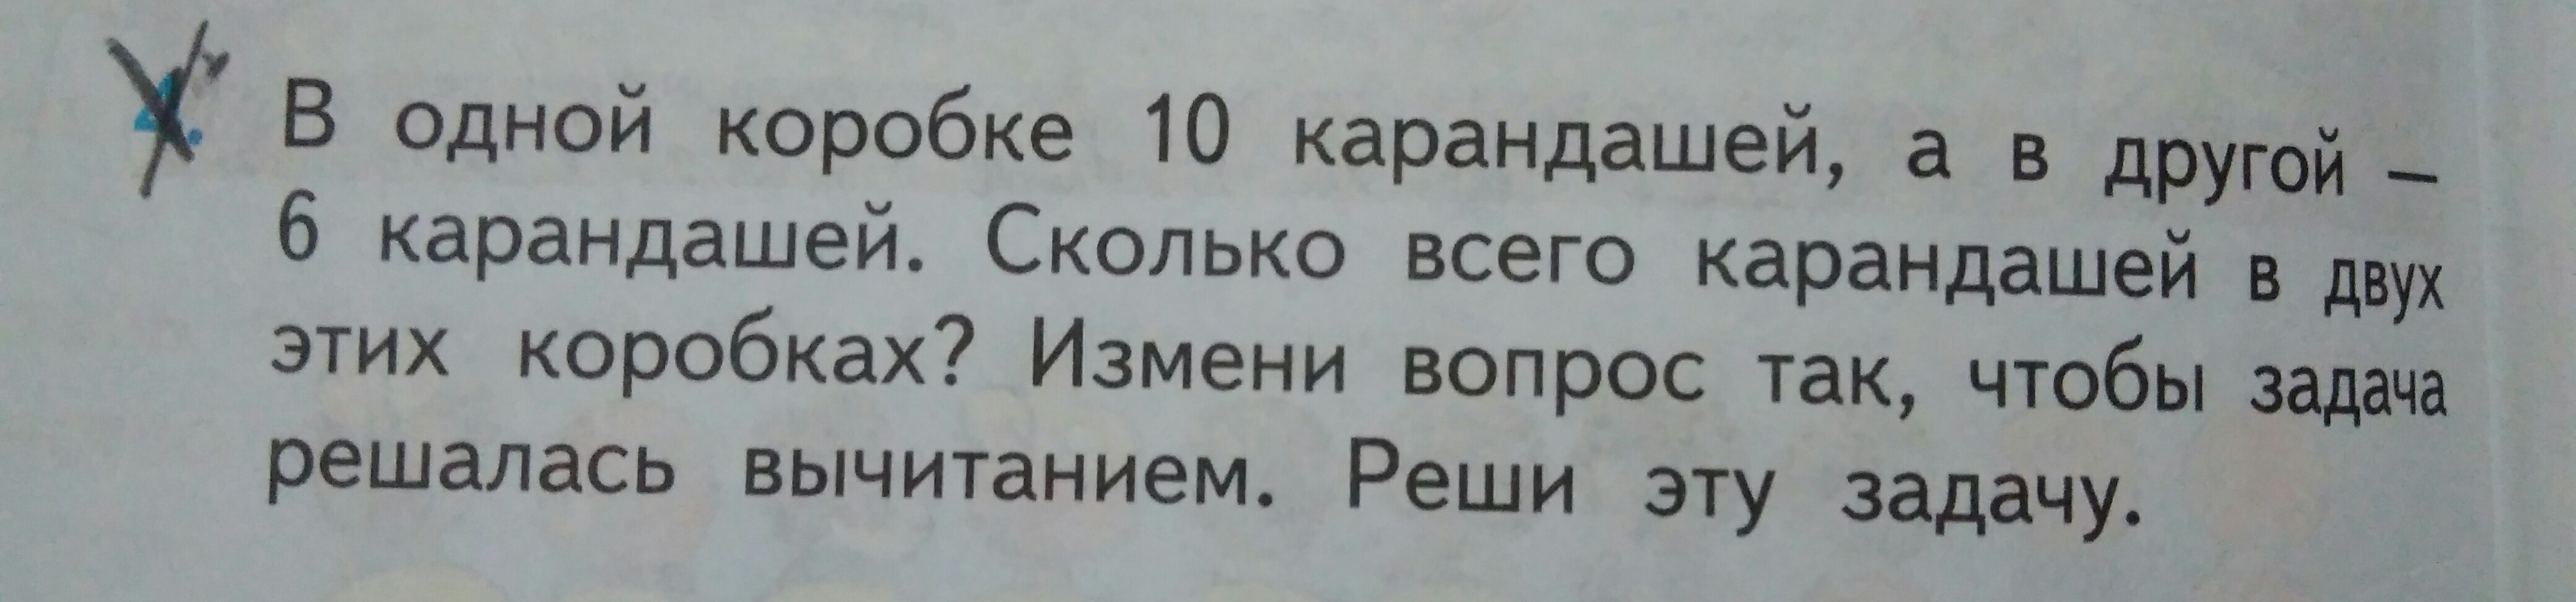 В одной коробке 10 карандашей, а в другой –
6 карандашей. Сколько всего карандашей в двух
этих коробках? Измени вопрос так, чтобы задача
решалась вычитанием. Реши эту задачу.